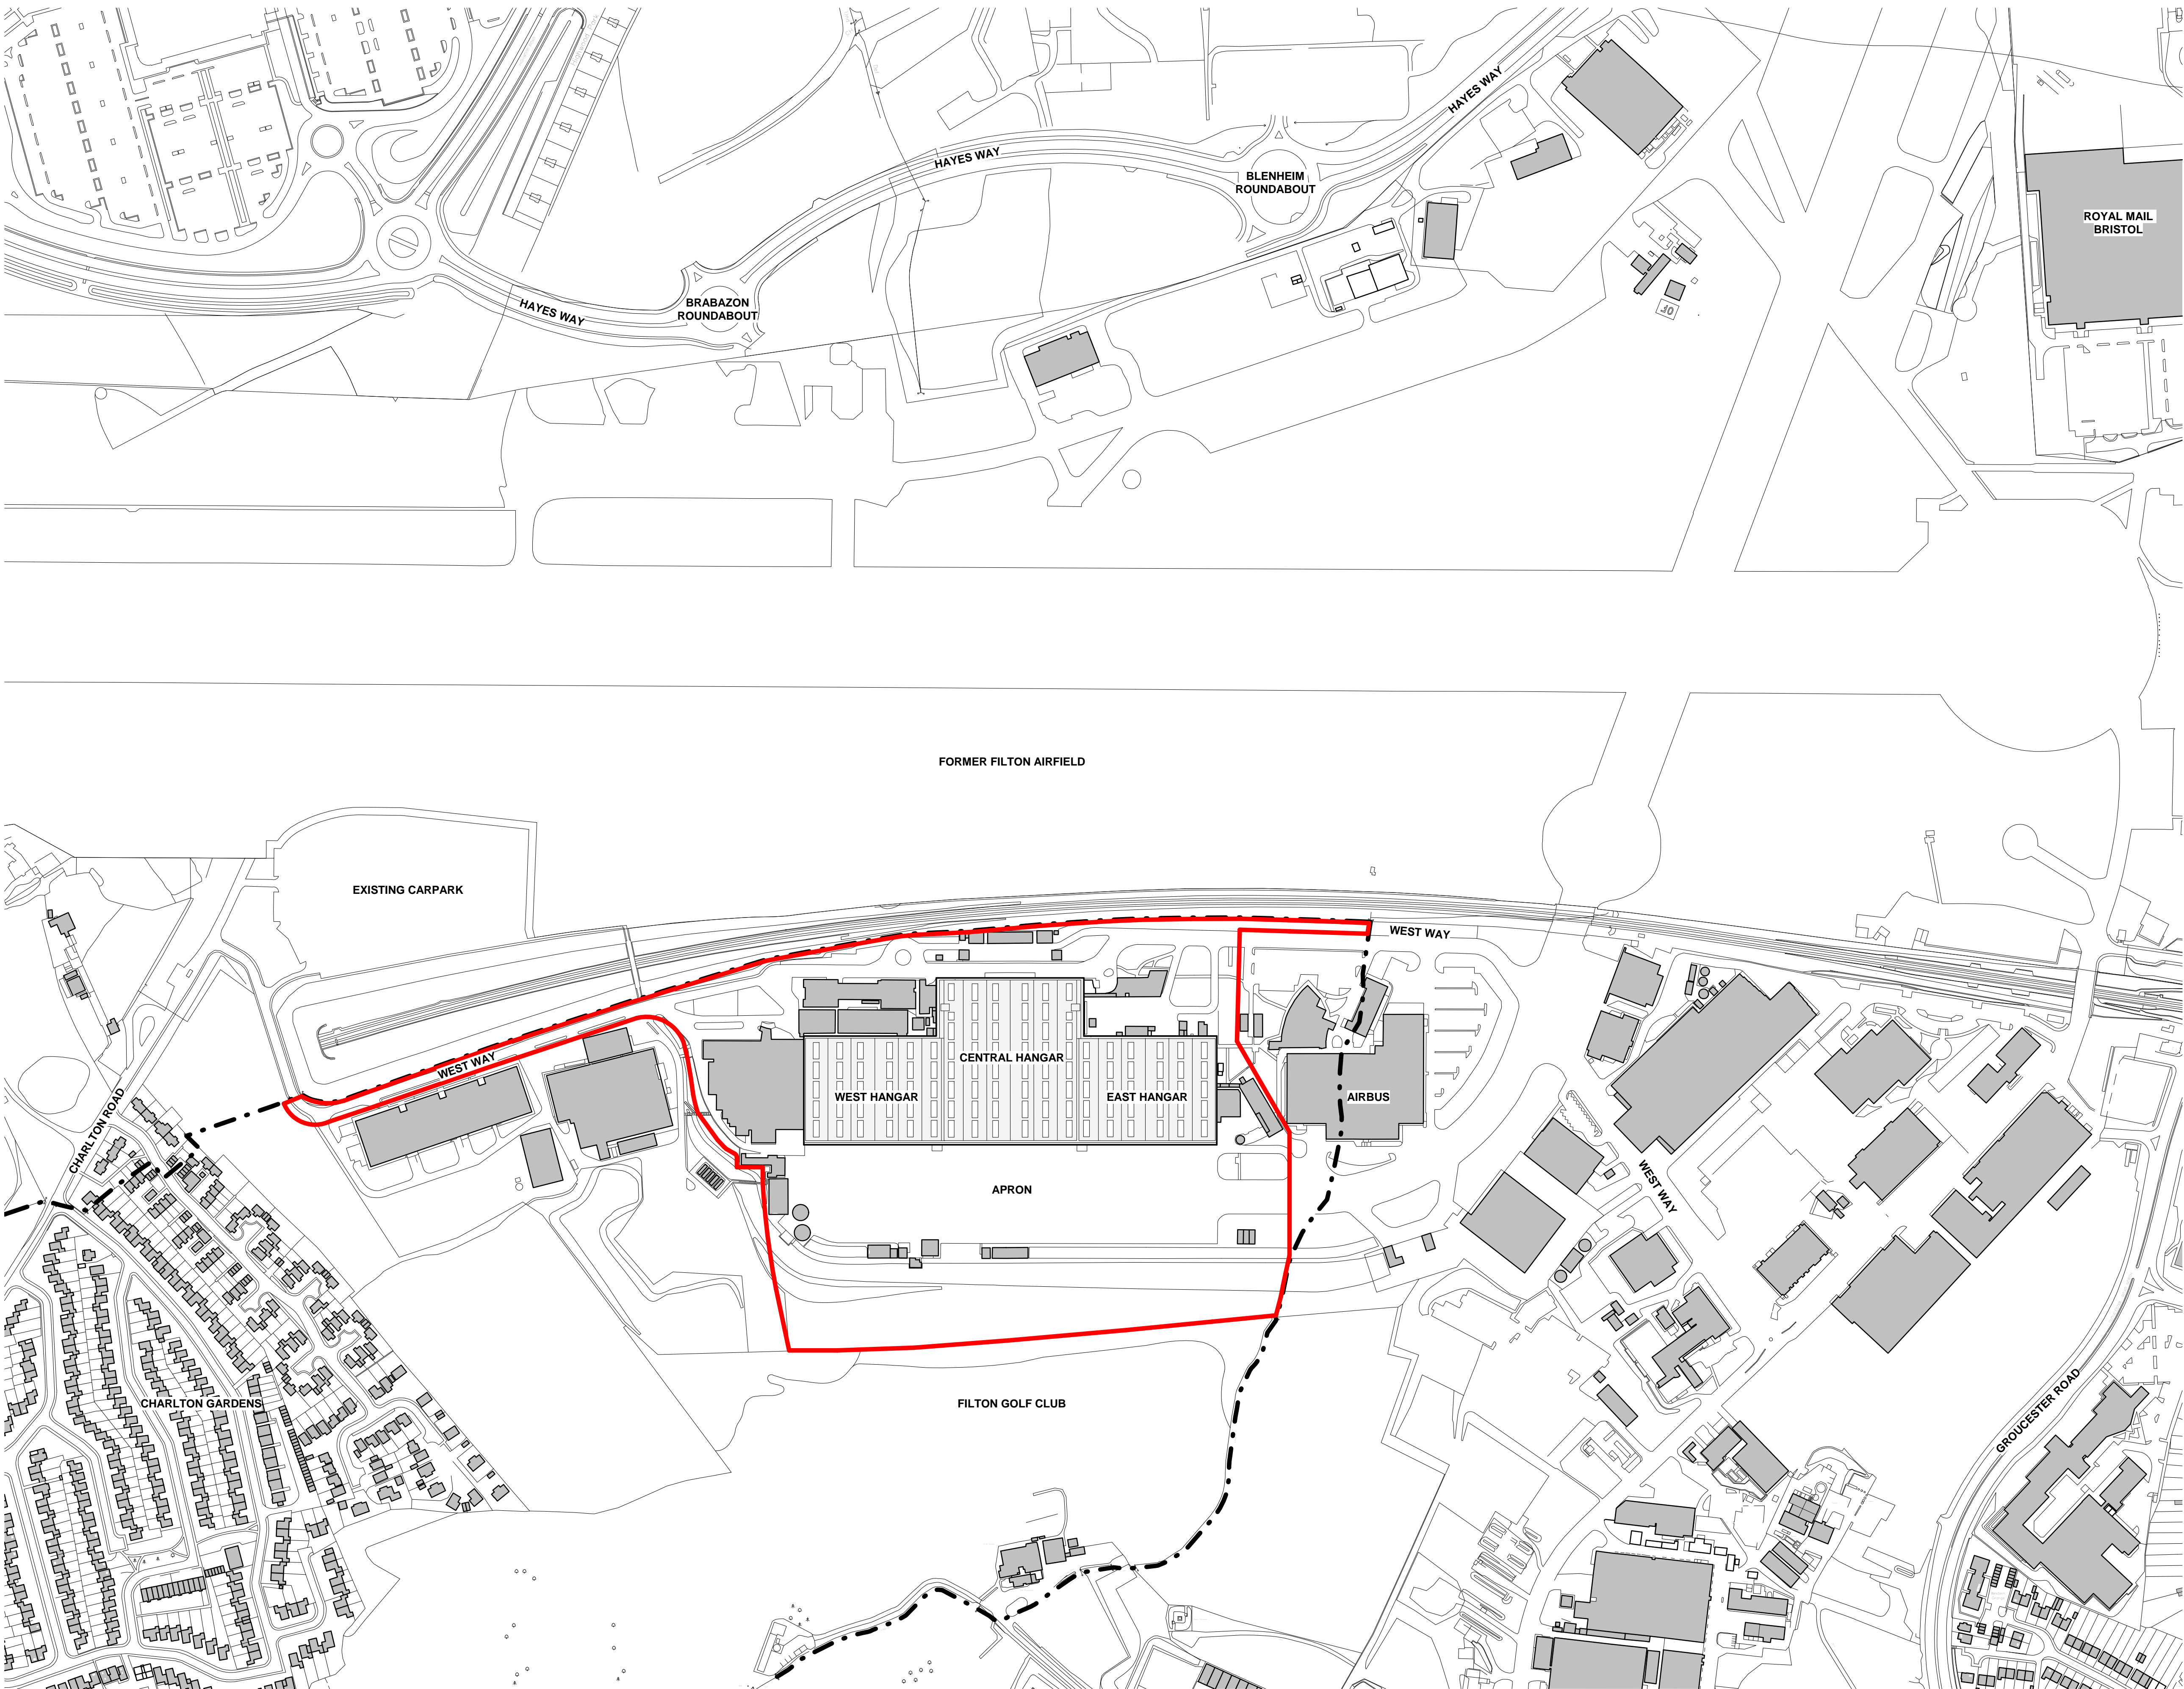 HAYES WAY
HAYES WAY
BLENHEIM
ROUNDABOUT
ROYAL MAIL
BRISTOL
BRABAZON
ROUNDABOUT
HAYES WAY
FORMER FILTON AIRFIELD
EXISTING CARPARK
WEST WAY
WEST WAY
CENTRAL HANGAR
WEST HANGAR
EAST HANGAR
AIRBUS
CHARLTON ROAD
WEST WAY
APRON
CHARLTON GARDENS
FILTON GOLF CLUB
GROUCESTER ROAD